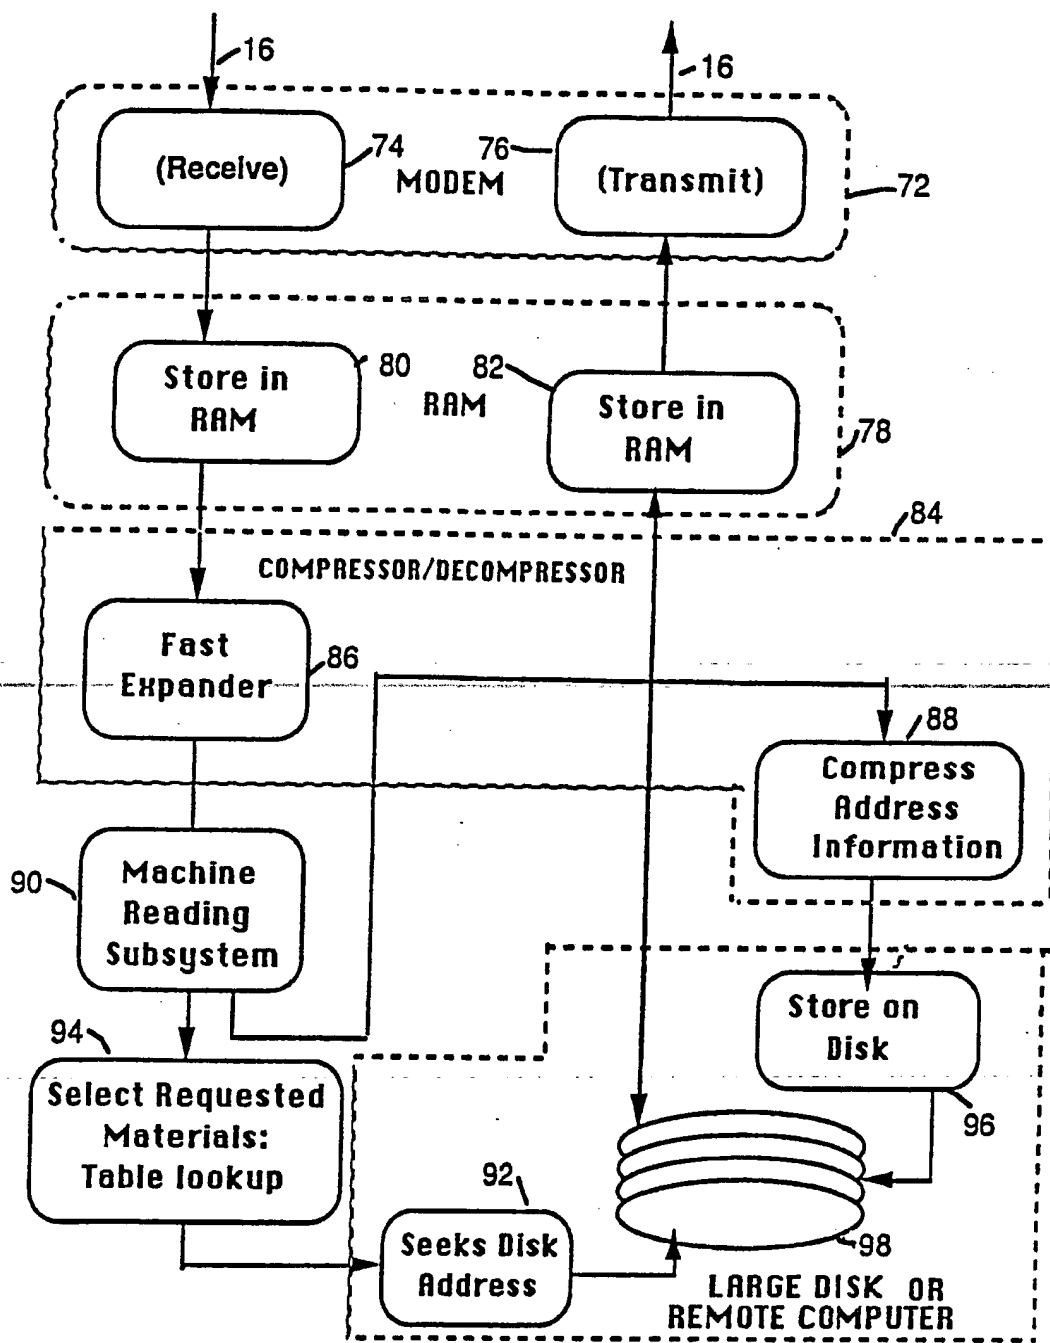 16
16
(Receive)
74
MODEM
76
(Transmit)
72
Store in
RAM
80
RAM
82
Store in
RAM
78
84
COMPRESSOR/DECOMPRESSOR
Fast
Expander
86
88
Compress
Address
Information
90
Machine
Reading
Subsystem
94
Select Requested
Materials:
Table lookup
Store on
Disk
96
92
Seeks Disk
Address
98
LARGE DISK OR
REMOTE COMPUTER